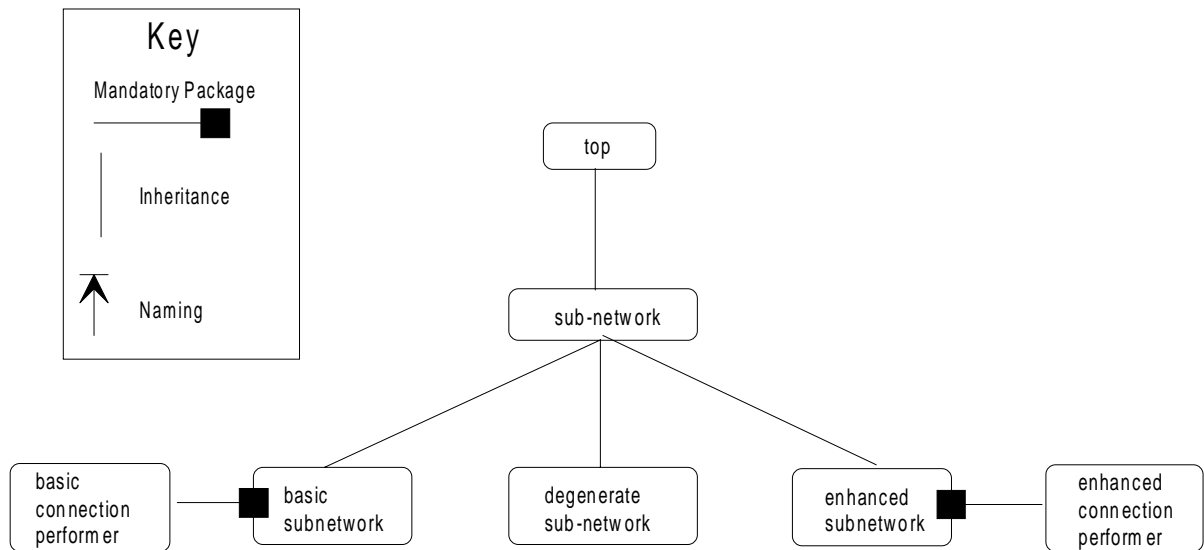 Key
Mandatory Package
Inheritance
Naming
top
sub-network
basic
connection
performer
basic
subnetwork
degenerate
sub-network
enhanced
subnetwork
enhanced
connection
performer